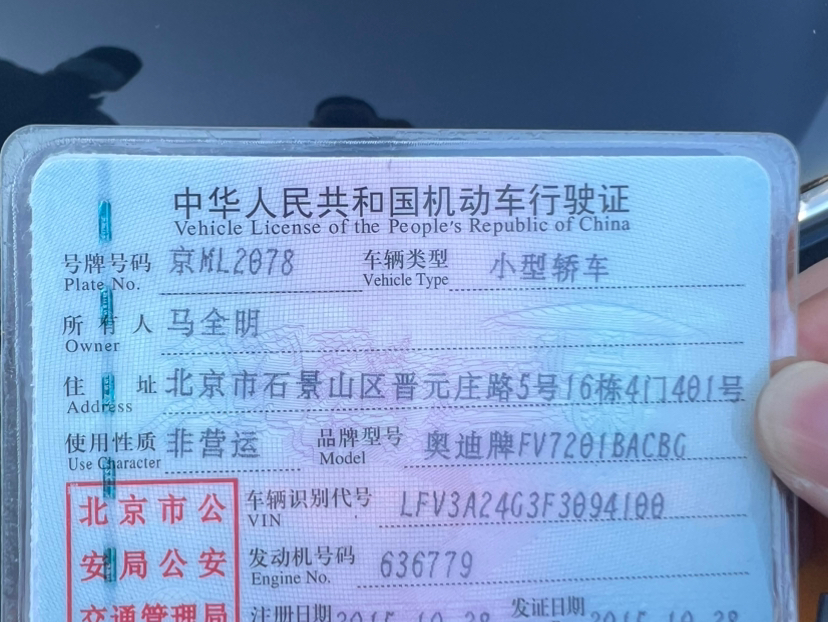 中华人民共和国机动车行驶证
Vehicle License of the People's Republic of China
号牌号码 京ML2078 车辆类型 小型轿车
Plate No. Vehicle Type
所有人 马全明
Owner
住址 北京市石景山区晋元庄路5号16栋4门401号
Address
使用性质 非营运 品牌型号 奥迪牌FV7201BACBG
Use Character Model
北京市公 车辆识别代号 LFV3A24G3F3094100
VIN
安局公安 发动机号码 636779
Engine No.
交通管理局 注册日期 2015-10-28 发证日期 2015-10-28